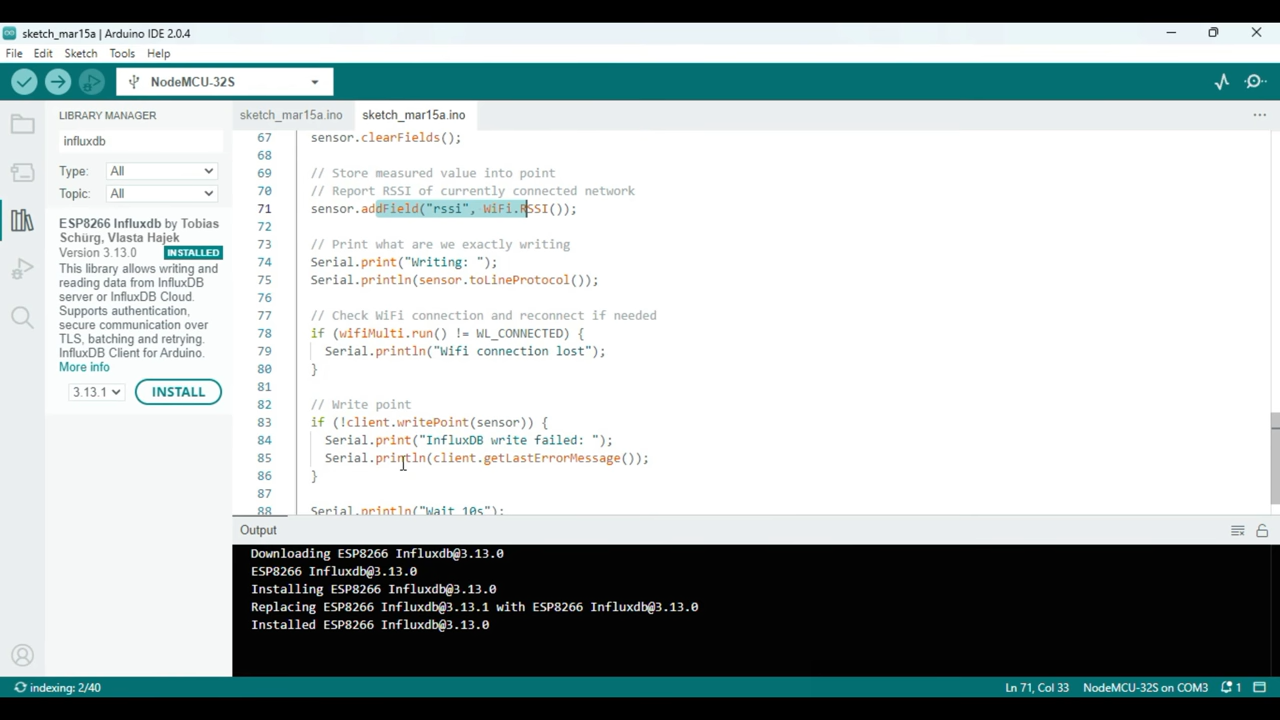 sketch_mar15a | Arduino IDE 2.0.4
File Edit Sketch Tools Help
NodeMCU-32S
LIBRARY MANAGER
influxdb
Type: All
Topic: All
ESP8266 Influxdb by Tobias
Schürg, Vlasta Hajek
Version 3.13.0 INSTALLED
This library allows writing and
reading data from InfluxDB
server or InfluxDB Cloud.
Supports authentication,
secure communication over
TLS, batching and retrying.
InfluxDB Client for Arduino.
More info
3.13.1 INSTALL
sketch_mar15a.ino sketch_mar15a.ino
67 sensor.clearFields();
68
69 // Store measured value into point
70 // Report RSSI of currently connected network
71 sensor.addField("rssi", WiFi.RSSI());
72
73 // Print what are we exactly writing
74 Serial.print("Writing: ");
75 Serial.println(sensor.toLineProtocol());
76
77 // Check WiFi connection and reconnect if needed
78 if (wifiMulti.run() != WL_CONNECTED) {
79 Serial.println("Wifi connection lost");
80 }
81
82 // Write point
83 if (!client.writePoint(sensor)) {
84 Serial.print("InfluxDB write failed: ");
85 Serial.println(client.getLastErrorMessage());
86 }
87
88 Serial.println("Wait 10s");
Output
Downloading ESP8266 Influxdb@3.13.0
ESP8266 Influxdb@3.13.0
Installing ESP8266 Influxdb@3.13.0
Replacing ESP8266 Influxdb@3.13.1 with ESP8266 Influxdb@3.13.0
Installed ESP8266 Influxdb@3.13.0
indexing: 2/40
Ln 71, Col 33 NodeMCU-32S on COM3 1